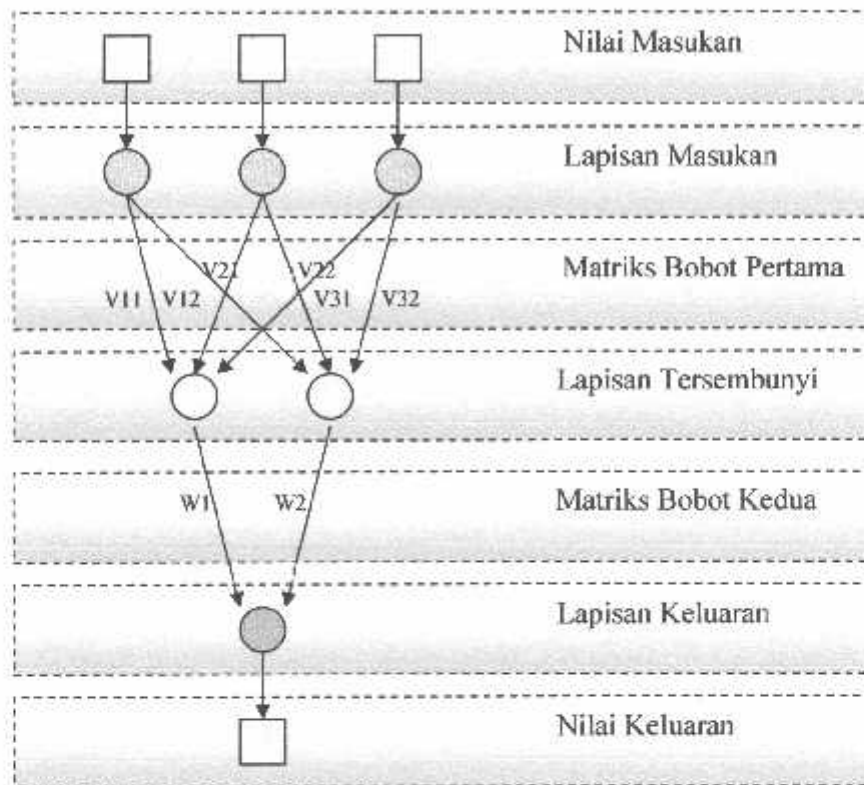 Nilai Masukan
Lapisan Masukan
V21 V22
Matriks Bobot Pertama
V11 V12 V31 V32
Lapisan Tersembunyi
W1 W2
Matriks Bobot Kedua
Lapisan Keluaran
Nilai Keluaran